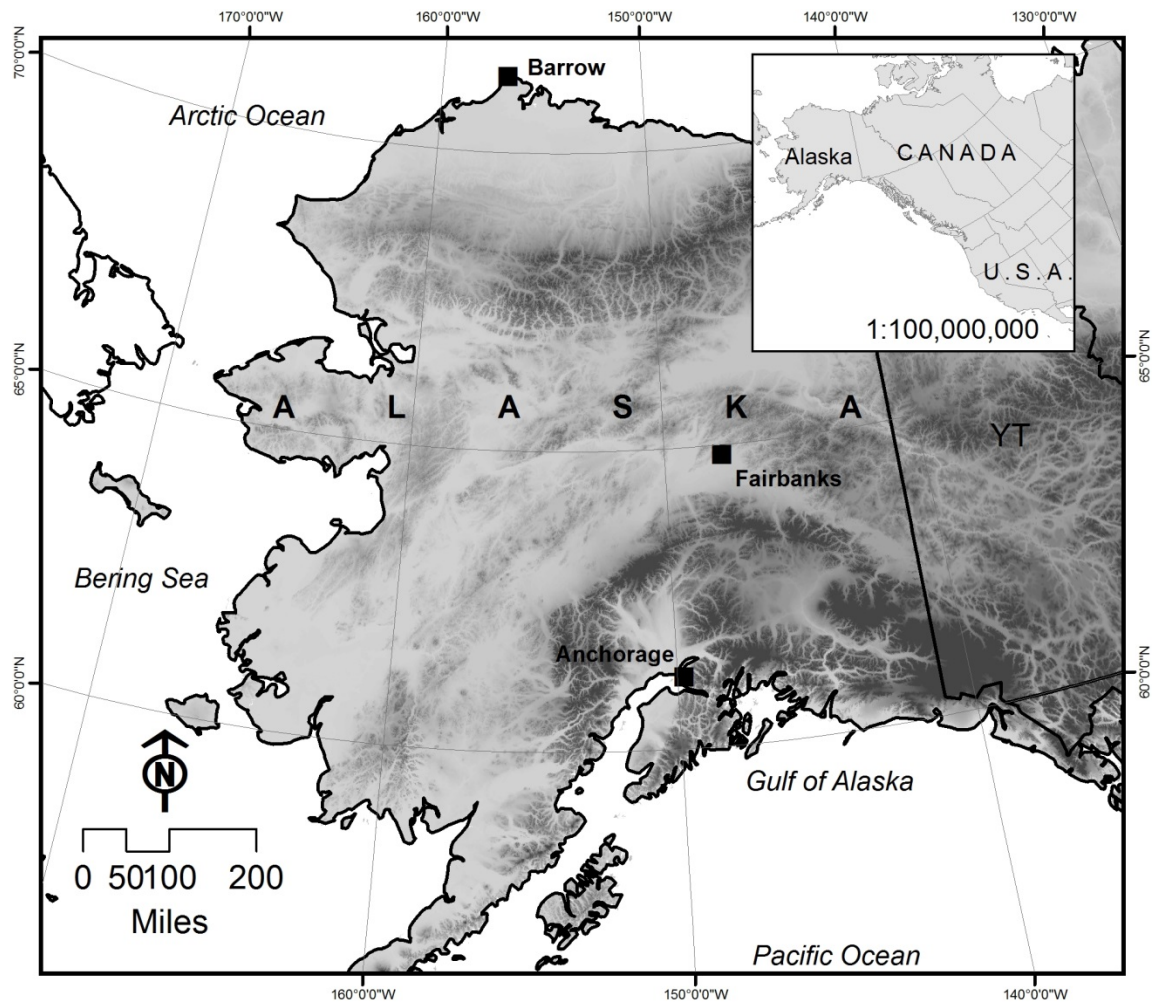 170°0'0"W
160°0'0"W
150°0'0"W
140°0'0"W
130°0'0"W
70°0'0"N
Barrow
Arctic Ocean
Alaska
CANADA
U.S.A.
1:100,000,000
65°0'0"N
65°0'0"N
ALASKA
YT
Fairbanks
Bering Sea
Anchorage
60°0'0"N
60°0'0"N
N
Gulf of Alaska
0 50 100 200
Miles
Pacific Ocean
160°0'0"W
150°0'0"W
140°0'0"W